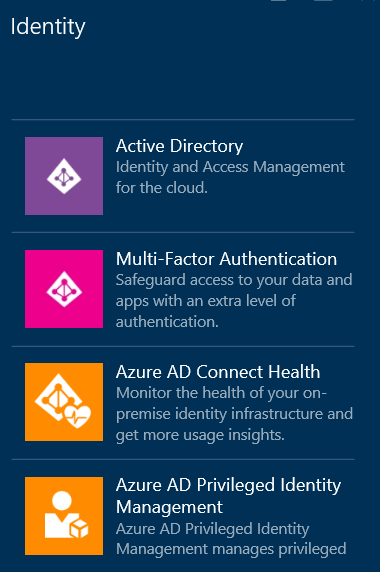 Identity
Active Directory
Identity and Access Management
for the cloud.
Multi-Factor Authentication
Safeguard access to your data and
apps with an extra level of
authentication.
Azure AD Connect Health
Monitor the health of your on-
premise identity infrastructure and
get more usage insights.
Azure AD Privileged Identity
Management
Azure AD Privileged Identity
Management manages privileged